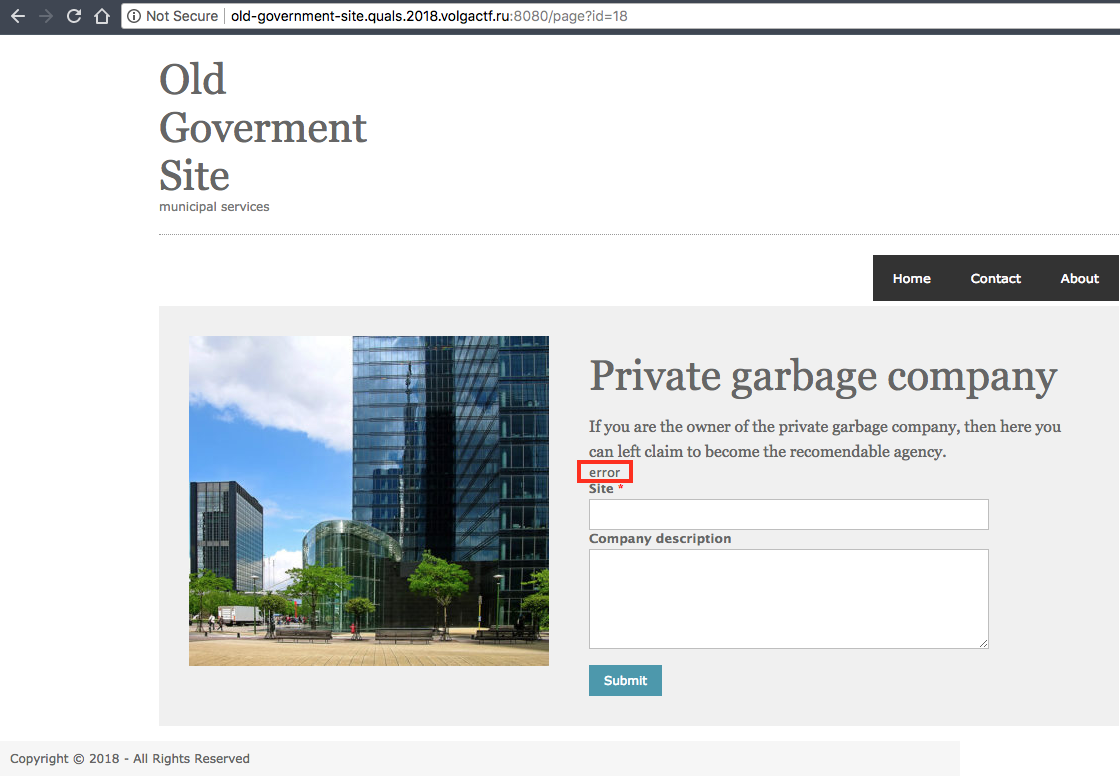 Not Secure
old-government-site.quals.2018.volgactf.ru:8080/page?id=18
Old
Goverment
Site
municipal services
Home Contact About
Private garbage company
If you are the owner of the private garbage company, then here you
can left claim to become the recomendable agency.
error
Site *
Company description
Submit
Copyright © 2018 - All Rights Reserved